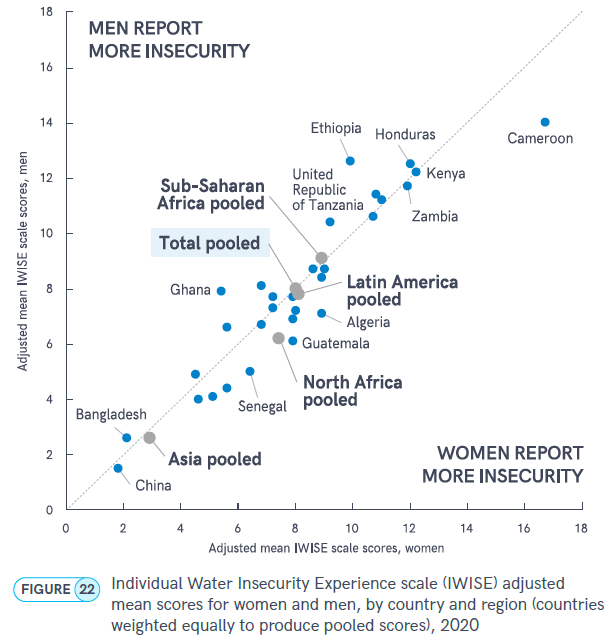 MEN REPORT
MORE INSECURITY
Adjusted mean IWISE scale scores, men
18
16
14
12
10
8
6
4
2
0
Ethiopia
Honduras
Cameroon
United
Republic
of Tanzania
Kenya
Sub-Saharan
Africa pooled
Zambia
Total pooled
Ghana
Latin America
pooled
Algeria
Guatemala
North Africa
pooled
Senegal
Bangladesh
Asia pooled
China
WOMEN REPORT
MORE INSECURITY
0 2 4 6 8 10 12 14 16 18
Adjusted mean IWISE scale scores, women
FIGURE 22
Individual Water Insecurity Experience scale (IWISE) adjusted
mean scores for women and men, by country and region (countries
weighted equally to produce pooled scores), 2020